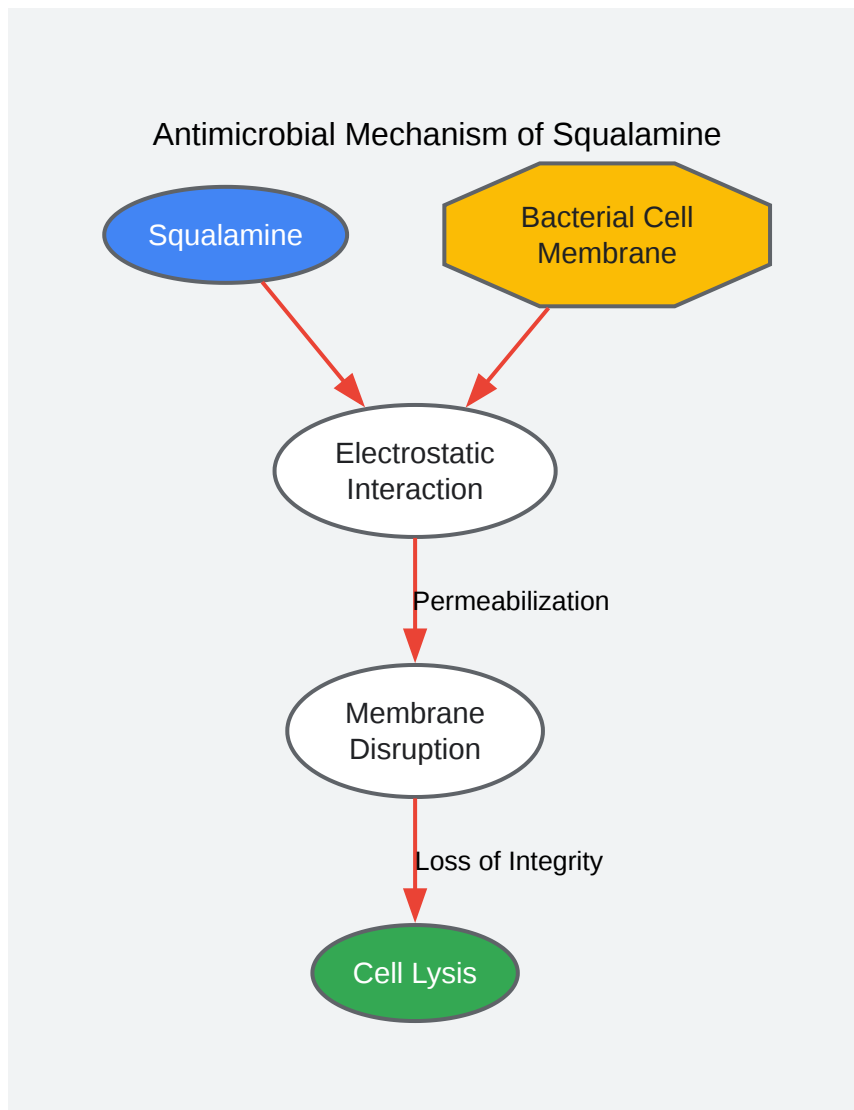 Antimicrobial Mechanism of Squalamine
Squalamine
Bacterial Cell
Membrane
Electrostatic
Interaction
Permeabilization
Membrane
Disruption
Loss of Integrity
Cell Lysis